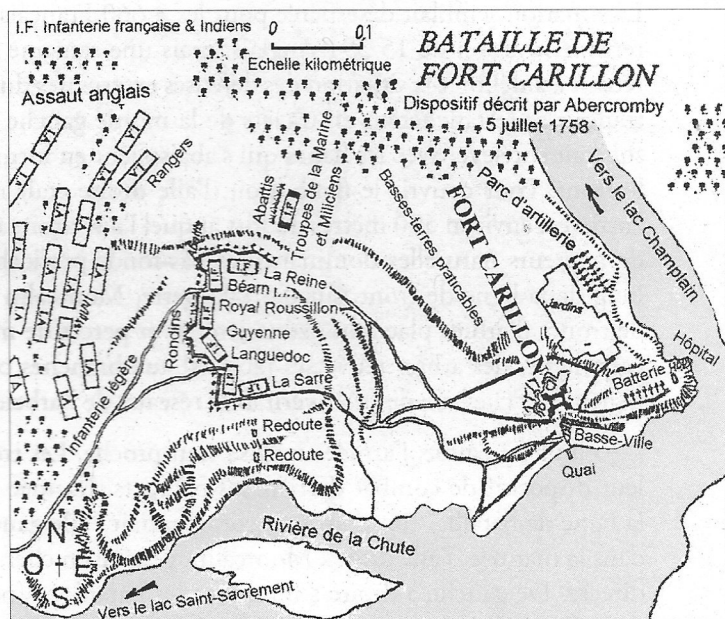 I.F. Infanterie française & Indiens
0
0.1
Echelle kilométrique
BATAILLE DE
FORT CARILLON
Dispositif décrit par Abercromby
5 juillet 1758
Assaut anglais
Rangers
Abattis
Troupes de la Marine
et Miliciens
Basses-terres impraticables
FORT CARILLON
Parc d'artillerie
Vers le lac Champlain
Jardins
Hôpital
Batterie
Basse-Ville
Quai
I.F.
La Reine
Béarn
Royal Roussillon
Guyenne
Languedoc
La Sarre
Rondins
Infanterie légère
Redoute
Redoute
Rivière de la Chute
N
O
E
S
Vers le lac Saint-Sacrement